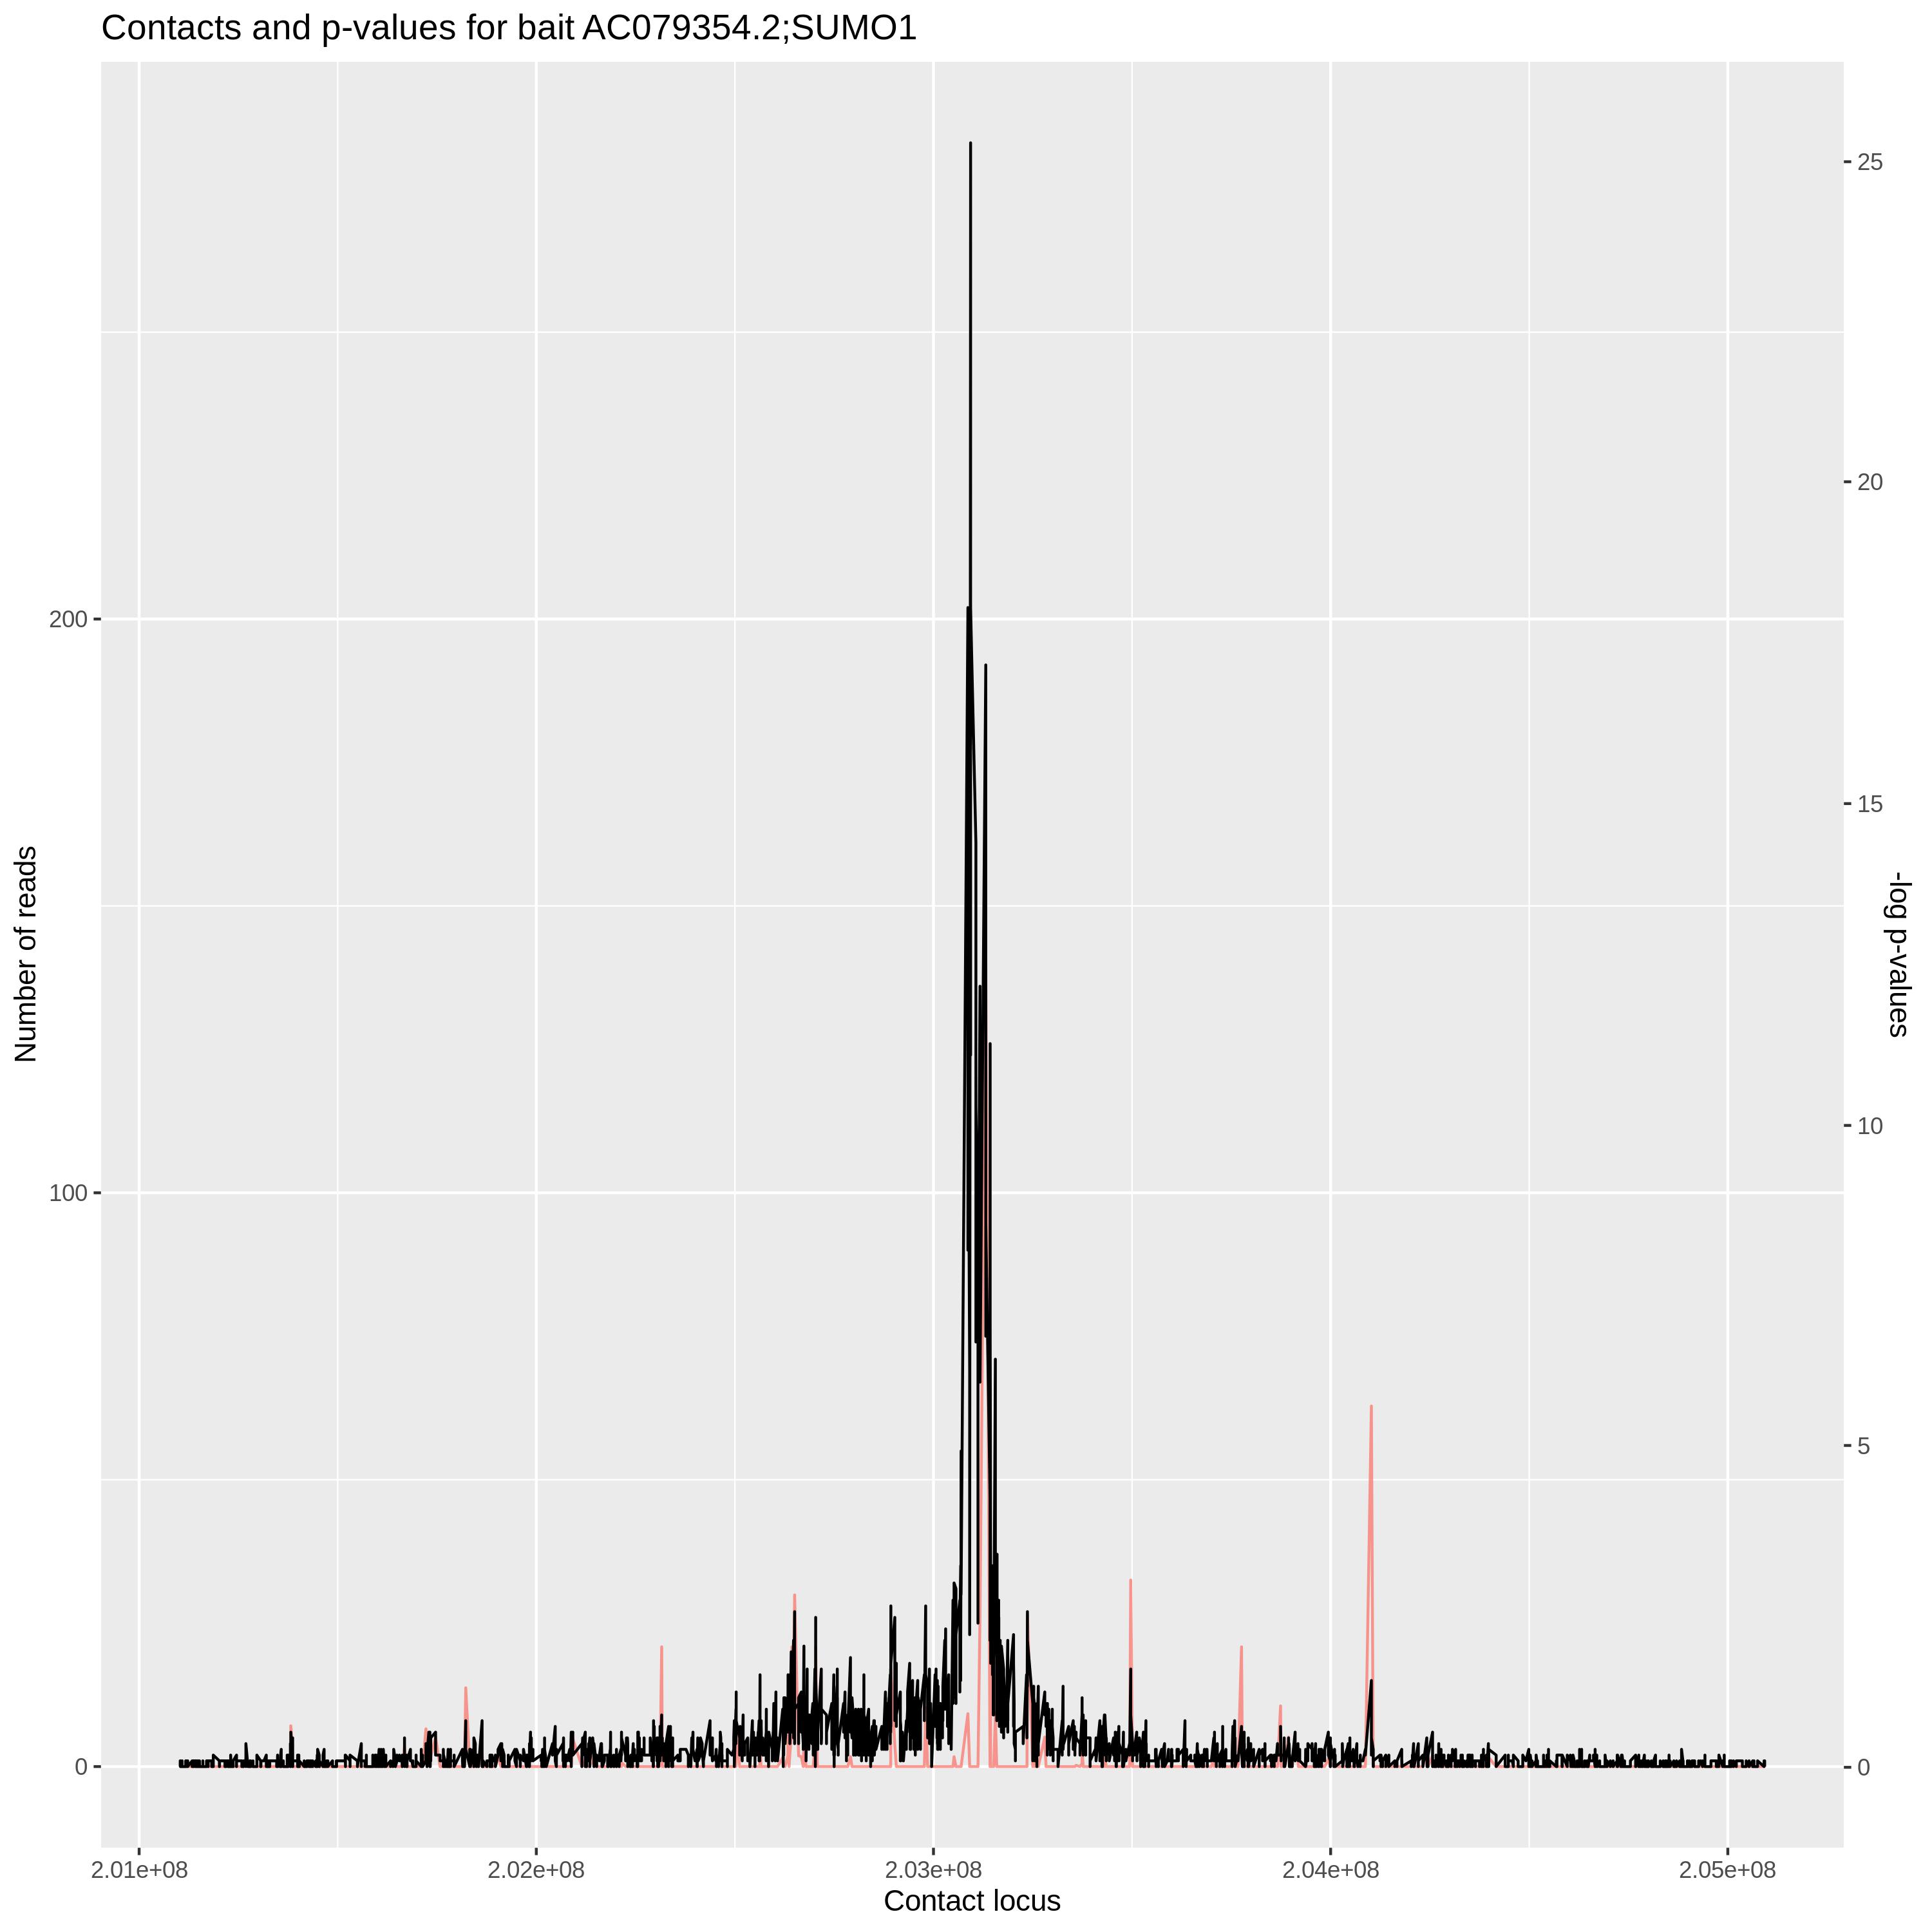 Contacts and p-values for bait AC079354.2;SUMO1
Number of reads
200
100
0
25
20
15
10
5
0
-log p-values
2.01e+08 2.02e+08 2.03e+08 2.04e+08 2.05e+08
Contact locus